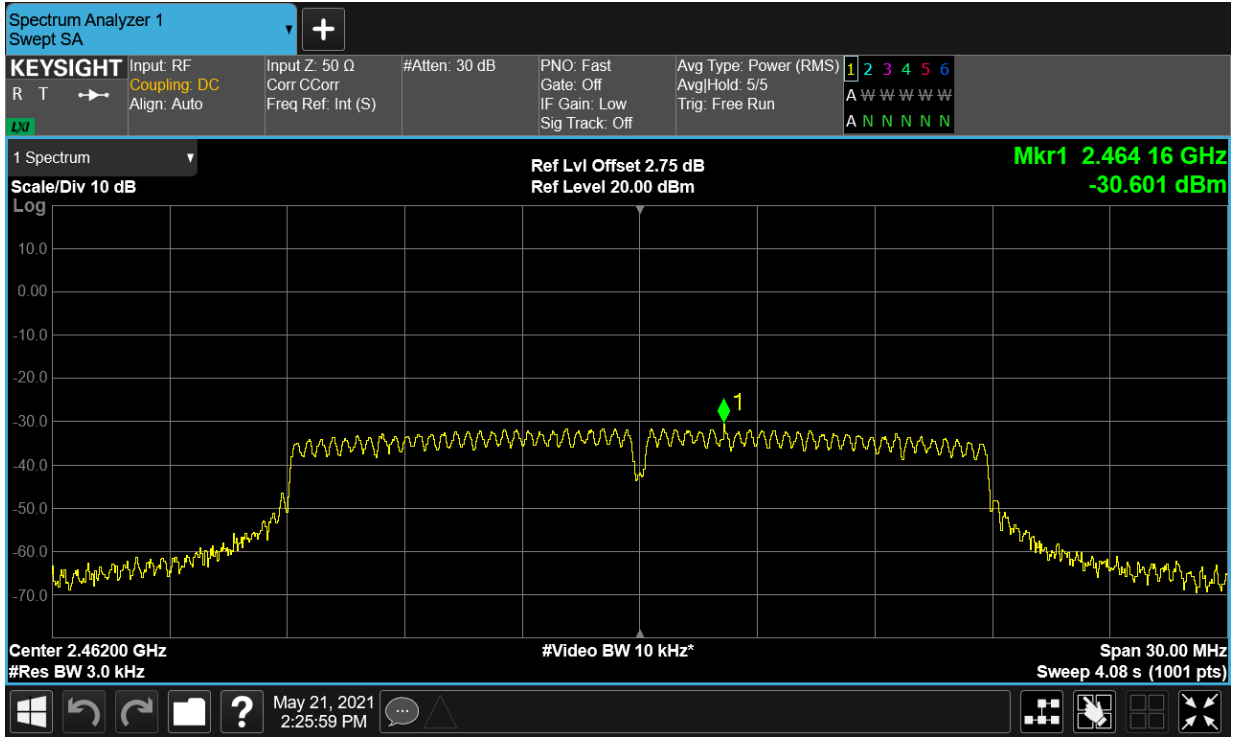 Spectrum Analyzer 1
Swept SA
KEYSIGHT
R T
LXI
Input: RF
Coupling: DC
Align: Auto
Input Z: 50 Ω
Corr CCorr
Freq Ref: Int (S)
#Atten: 30 dB
PNO: Fast
Gate: Off
IF Gain: Low
Sig Track: Off
Avg Type: Power (RMS)
Avg|Hold: 5/5
Trig: Free Run
1 2 3 4 5 6
A W W W W W
A N N N N N
1 Spectrum
Scale/Div 10 dB
Log
Ref Lvl Offset 2.75 dB
Ref Level 20.00 dBm
Mkr1 2.464 16 GHz
-30.601 dBm
10.0
0.00
-10.0
-20.0
-30.0
-40.0
-50.0
-60.0
-70.0
1
Center 2.46200 GHz
#Res BW 3.0 kHz
#Video BW 10 kHz*
Span 30.00 MHz
Sweep 4.08 s (1001 pts)
?
May 21, 2021
2:25:59 PM